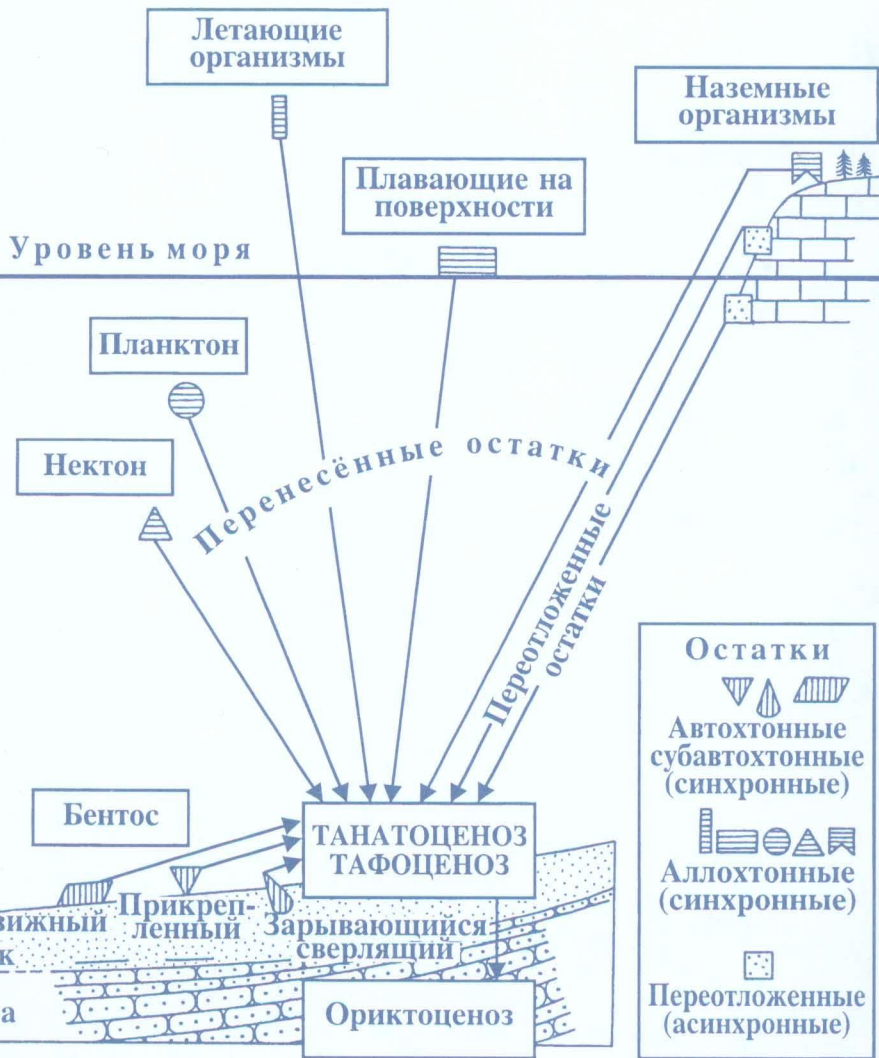 Летающие
организмы
Наземные
организмы
Плавающие на
поверхности
Уровень моря
Планктон
Нектон
Перенесённые остатки
Переотложенные
остатки
Бентос
ТАНАТОЦЕНОЗ
ТАФОЦЕНОЗ
вижный
Прикреп-
ленный
Зарывающийся
сверлящий
к
а
Ориктоценоз
Остатки
Автохтонные
субавтохтонные
(синхронные)
Аллохтонные
(синхронные)
Переотложенные
(асинхронные)